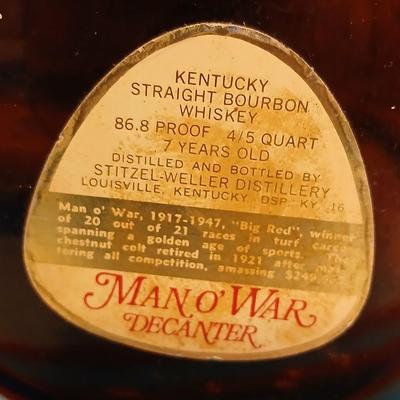 KENTUCKY
STRAIGHT BOURBON
WHISKEY
86.8 PROOF 4/5 QUART
7 YEARS OLD
DISTILLED AND BOTTLED BY
STITZEL-WELLER DISTILLERY
LOUISVILLE, KENTUCKY DSP KY. 16
Man o' War, 1917-1947, "Big Red", winner
of 20 out of 21 races in turf career
spanning a golden age of sports. The
chestnut colt retired in 1921 after
tering all competition, amassing
MAN O' WAR
DECANTER